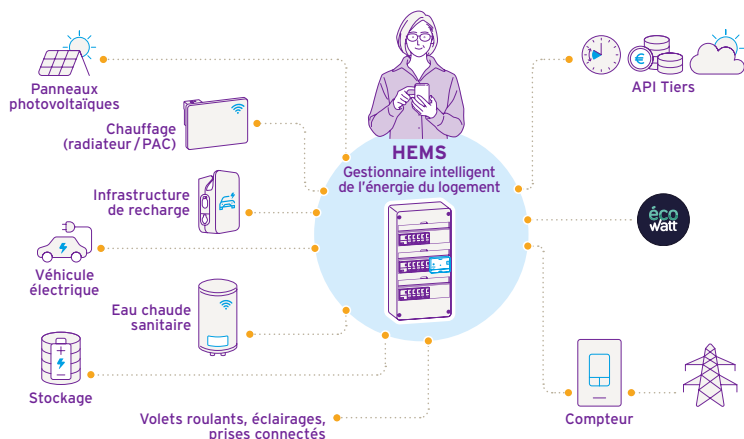 Panneaux
photovoltaïques
Chauffage
(radiateur / PAC)
Infrastructure
de recharge
Véhicule
électrique
Eau chaude
sanitaire
Stockage
Volets roulants, éclairages,
prises connectés
HEMS
Gestionnaire intelligent
de l'énergie du logement
€
API Tiers
éco
watt
Compteur